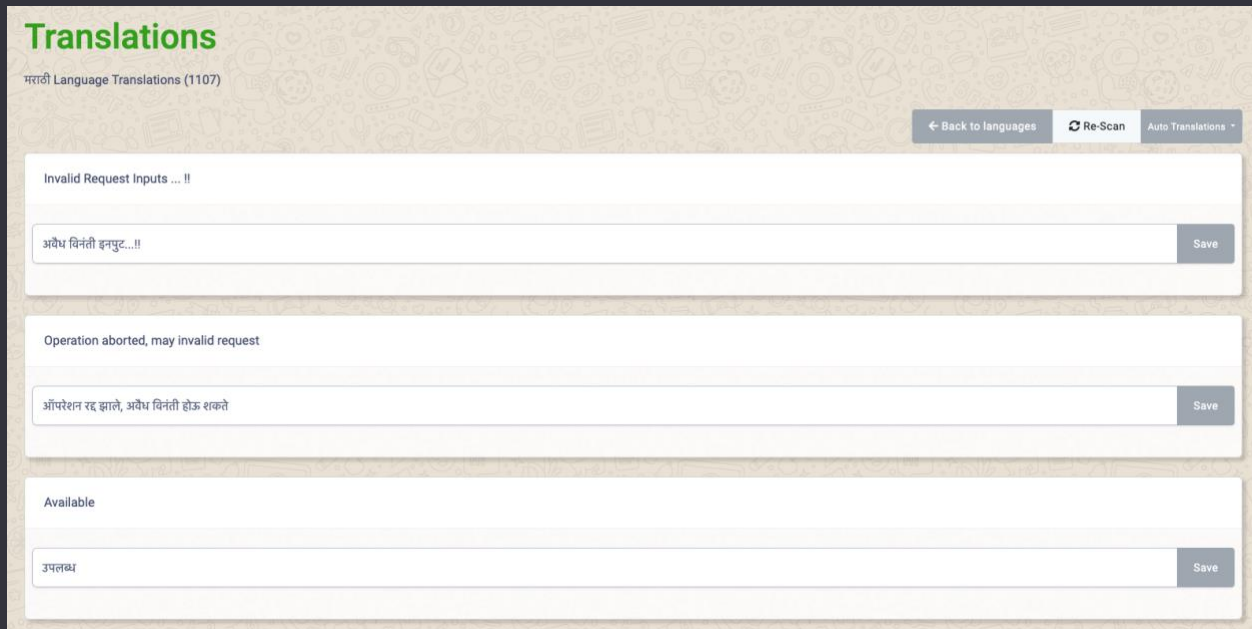 Translations
मराठी Language Translations (1107)
Back to languages
Re-Scan
Auto Translations
Invalid Request Inputs ... !!
अवैध विनंती इनपुट...!!
Save
Operation aborted, may invalid request
ऑपरेशन रद्द झाले, अवैध विनंती होऊ शकते
Save
Available
उपलब्ध
Save